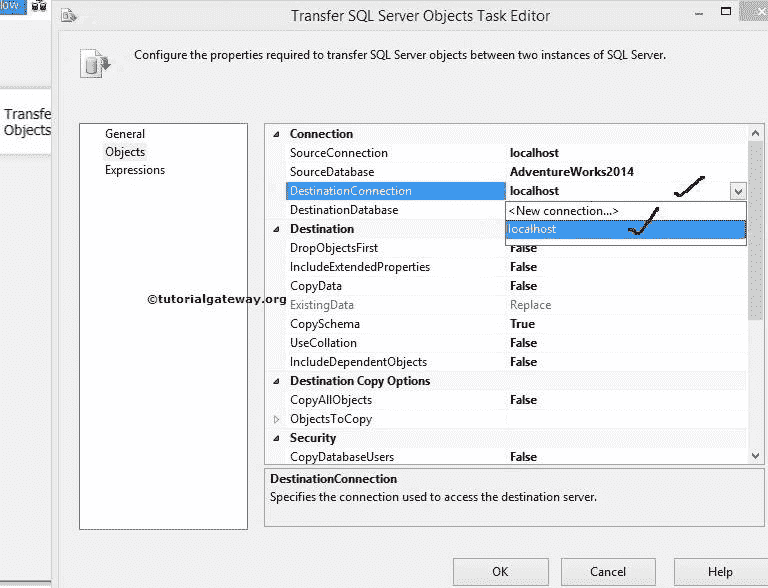 low
Transfer SQL Server Objects Task Editor
Configure the properties required to transfer SQL Server objects between two instances of SQL Server.
Transfe
Objects
General
Objects
Expressions
Connection
SourceConnection localhost
SourceDatabase AdventureWorks2014
DestinationConnection localhost
DestinationDatabase <New connection...>
Destination localhost
DropObjectsFirst False
IncludeExtendedProperties False
CopyData False
©tutorialgateway.org
ExistingData Replace
CopySchema True
UseCollation False
IncludeDependentObjects False
Destination Copy Options
CopyAllObjects False
ObjectsToCopy
Security
CopyDatabaseUsers False
DestinationConnection
Specifies the connection used to access the destination server.
OK Cancel Help